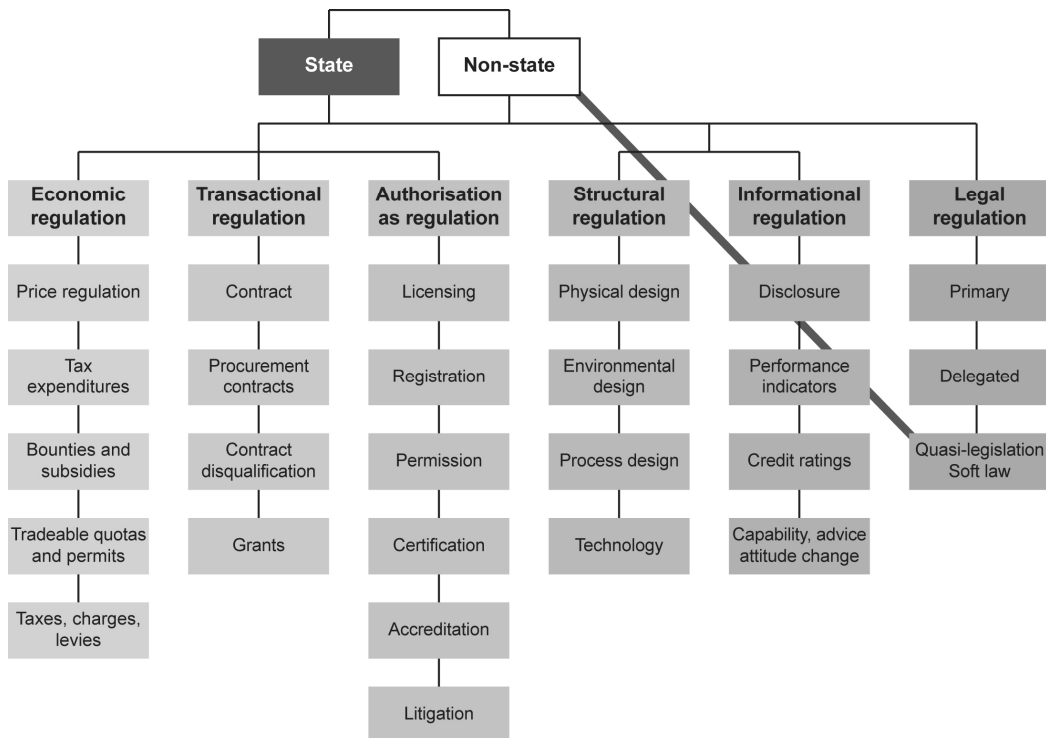 State
Non-state
Economic
regulation
Price regulation
Tax
expenditures
Bounties and
subsidies
Tradeable quotas
and permits
Taxes, charges,
levies
Transactional
regulation
Contract
Procurement
contracts
Contract
disqualification
Grants
Authorisation
as regulation
Licensing
Registration
Permission
Certification
Accreditation
Litigation
Structural
regulation
Physical design
Environmental
design
Process design
Technology
Informational
regulation
Disclosure
Performance
indicators
Credit ratings
Capability, advice
attitude change
Legal
regulation
Primary
Delegated
Quasi-legislation
Soft law